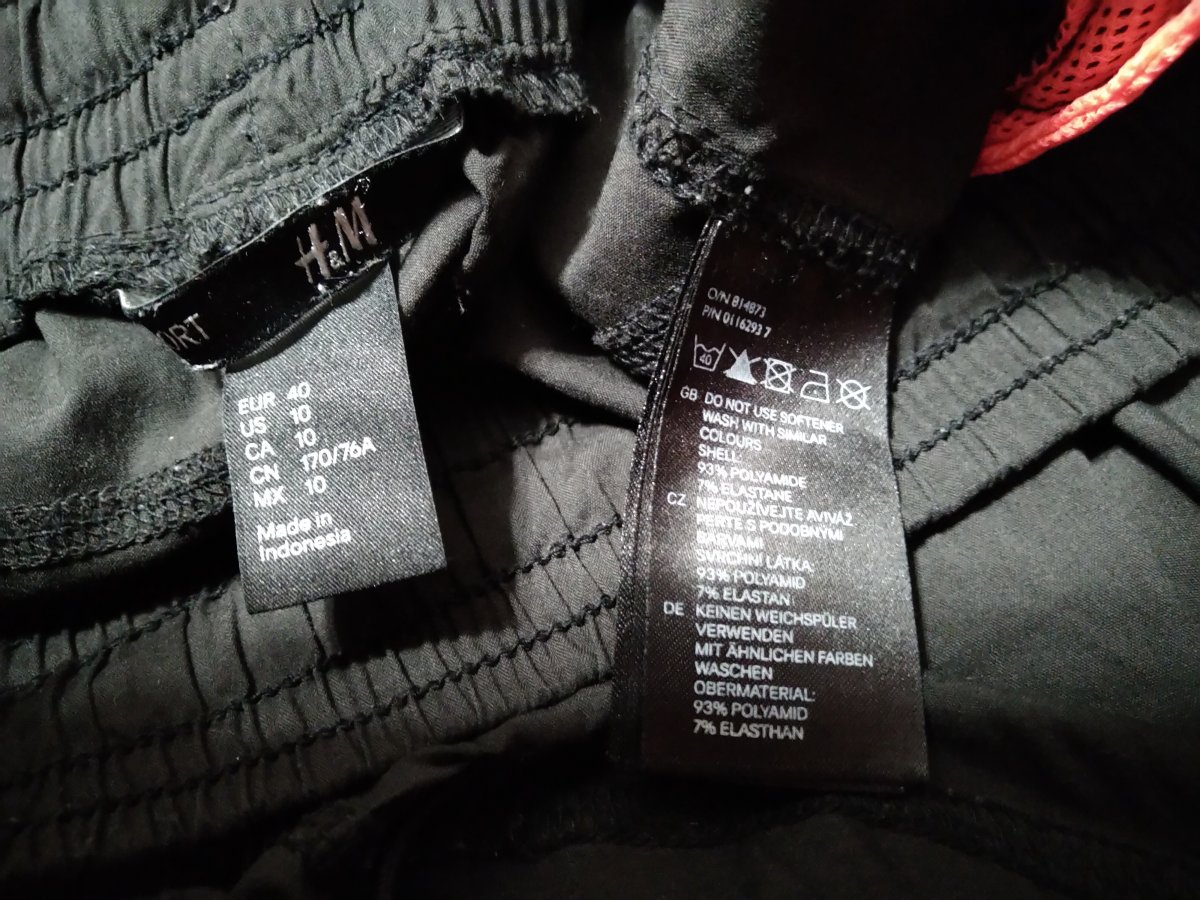 H&M
EUR 40
US 10
CA 10
CN 170/76A
MX 10
Made in
Indonesia
O/N 814873
P/N 0116293 7
40
GB DO NOT USE SOFTENER
WASH WITH SIMILAR
COLOURS
SHELL:
93% POLYAMIDE
7% ELASTANE
CZ NEPOUŽÍVEJTE AVIVÁŽ
PERTE S PODOBNÝMI
BARVAMI
SVRCHNÍ LÁTKA:
93% POLYAMID
7% ELASTAN
DE KEINEN WEICHSPÜLER
VERWENDEN
MIT ÄHNLICHEN FARBEN
WASCHEN
OBERMATERIAL:
93% POLYAMID
7% ELASTHAN